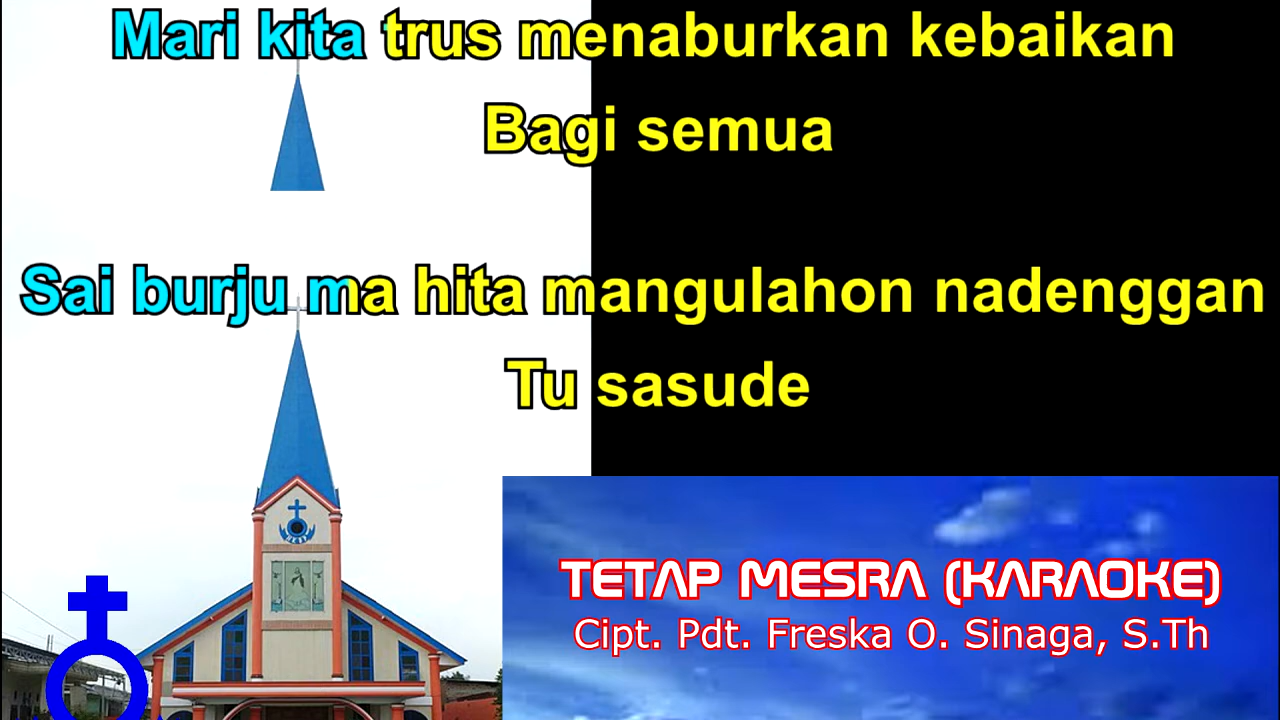 Mari kita trus menaburkan kebaikan
Bagi semua
Sai burju ma hita mangulahon nadenggan
Tu sasude
TETAP MESRA (KARAOKE)
Cipt. Pdt. Freska O. Sinaga, S.Th